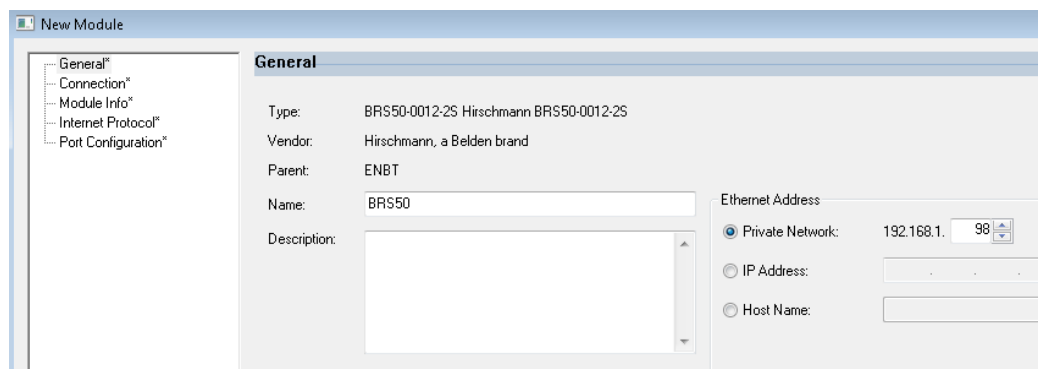 New Module
General*
Connection*
Module Info*
Internet Protocol*
Port Configuration*
General
Type: BRS50-0012-2S Hirschmann BRS50-0012-2S
Vendor: Hirschmann, a Belden brand
Parent: ENBT
Name: BRS50
Description:
Ethernet Address
Private Network: 192.168.1. 98
IP Address: . . .
Host Name: